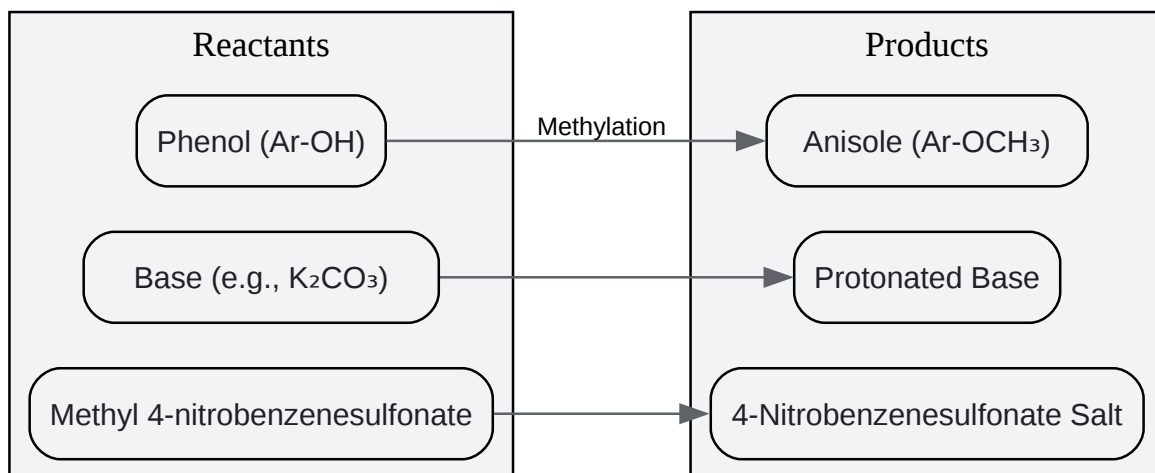 Reactants
Products
Phenol (Ar-OH)
Methylation
Anisole (Ar-OCH₃)
Base (e.g., K₂CO₃)
Protonated Base
Methyl 4-nitrobenzenesulfonate
4-Nitrobenzenesulfonate Salt